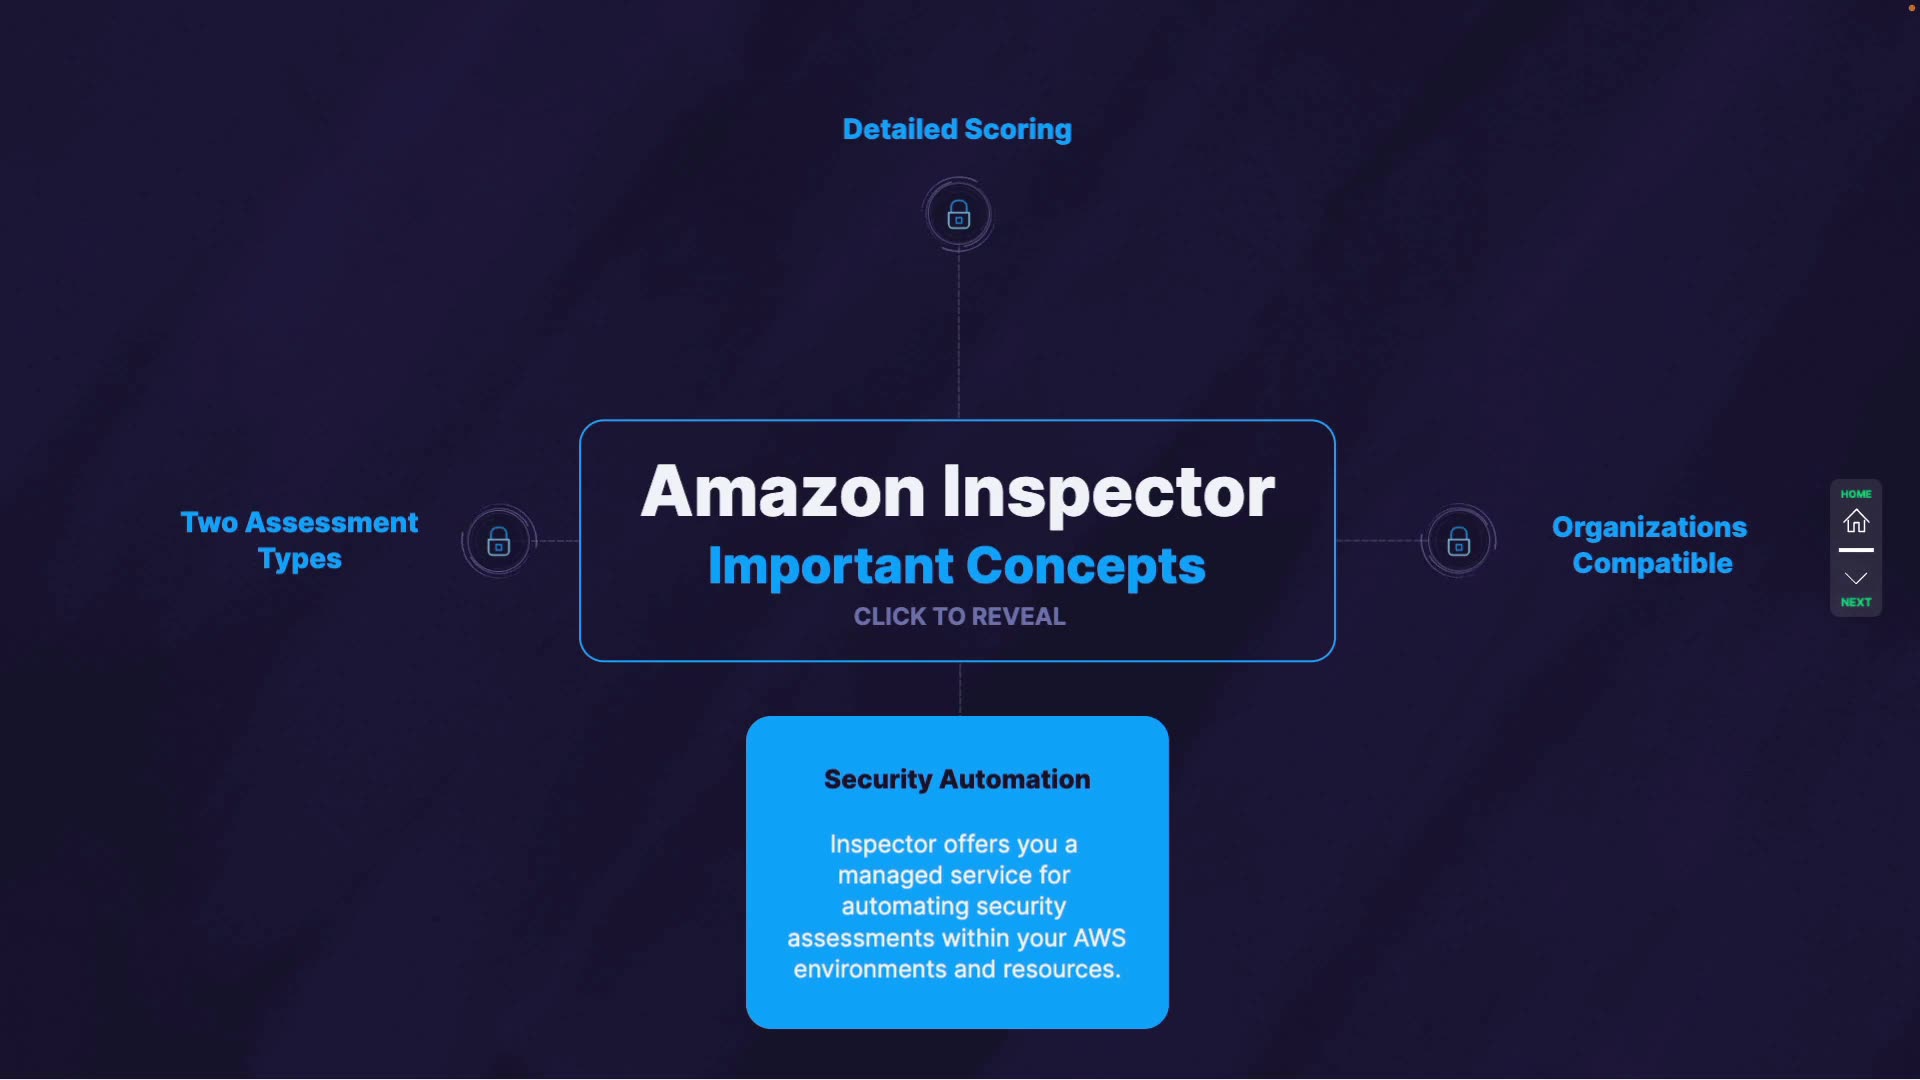 Detailed Scoring
Two Assessment
Types
Amazon Inspector
Important Concepts
CLICK TO REVEAL
Organizations
Compatible
HOME
NEXT
Security Automation
Inspector offers you a
managed service for
automating security
assessments within your AWS
environments and resources.